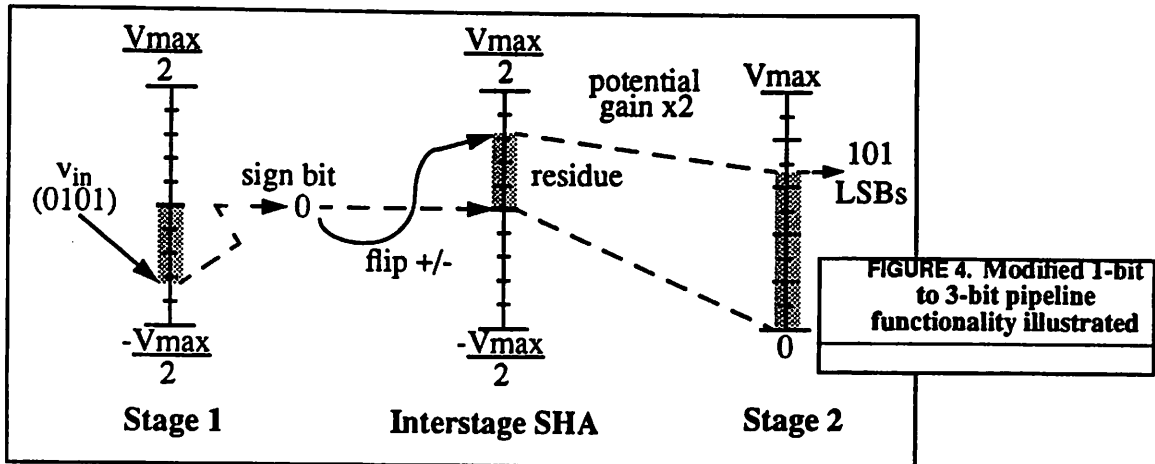 Vmax
2
v_in
(0101)
-Vmax
2
Stage 1
sign bit
0
flip +/-
Vmax
2
residue
-Vmax
2
Interstage SHA
potential
gain x2
Vmax
101
LSBs
0
Stage 2
FIGURE 4. Modified 1-bit
to 3-bit pipeline
functionality illustrated